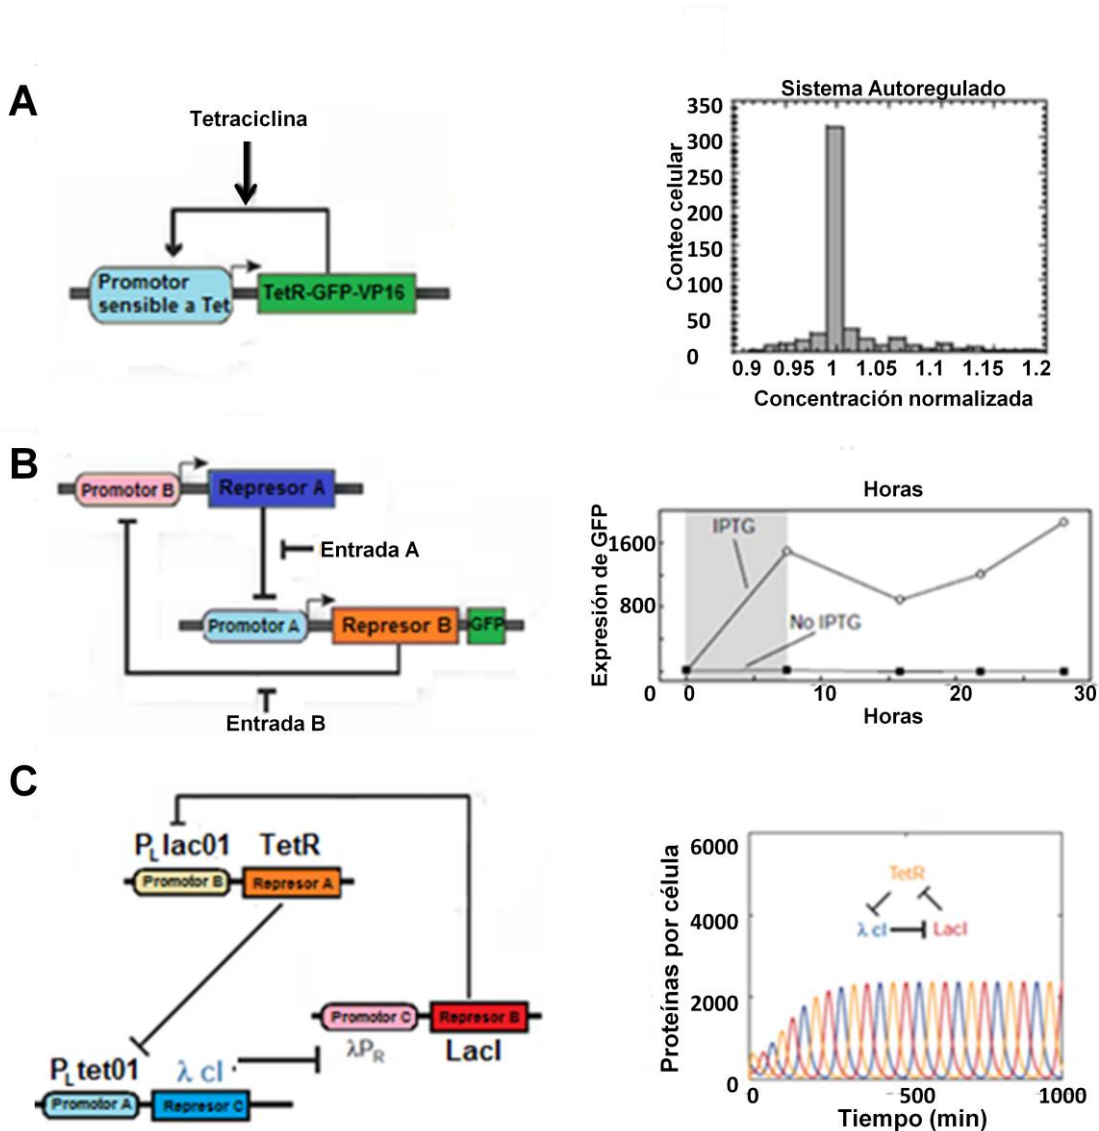 A
Tetraciclina
Promotor
sensible a Tet
TetR-GFP-VP16
Sistema Autoregulado
Conteo celular
350
300
250
200
150
100
50
0
0.9 0.95 1 1.05 1.1 1.15 1.2
Concentración normalizada
B
Promotor B
Represor A
Entrada A
Promotor A
Represor B
GFP
Entrada B
Horas
Expresión de GFP
1600
800
0
IPTG
No IPTG
0 10 20 30
Horas
C
PL lac01 TetR
Promotor B
Represor A
Promotor C
Represor B
λPR
LacI
PL tet01 λ cI
Promotor A
Represor C
Proteínas por célula
6000
4000
2000
0
TetR
λ cI
LacI
0 500 1000
Tiempo (min)